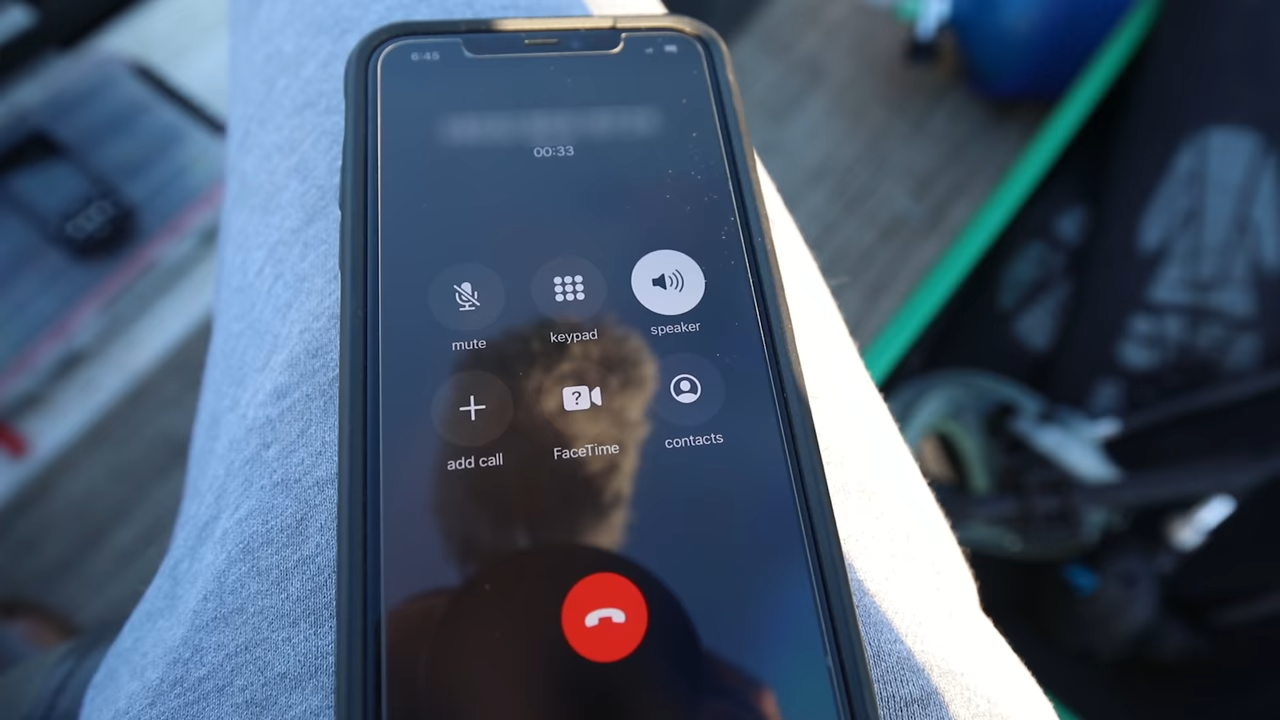 6:45
00:33
mute
keypad
speaker
add call
FaceTime
contacts